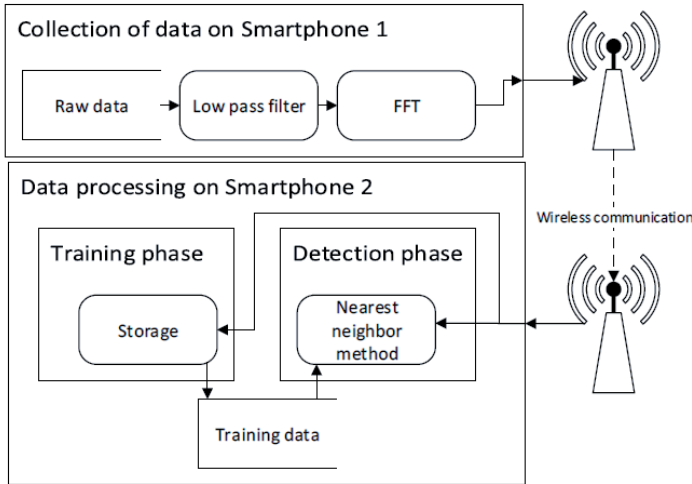 Collection of data on Smartphone 1
Raw data
Low pass filter
FFT
Wireless communication
Data processing on Smartphone 2
Training phase
Storage
Detection phase
Nearest
neighbor
method
Training data